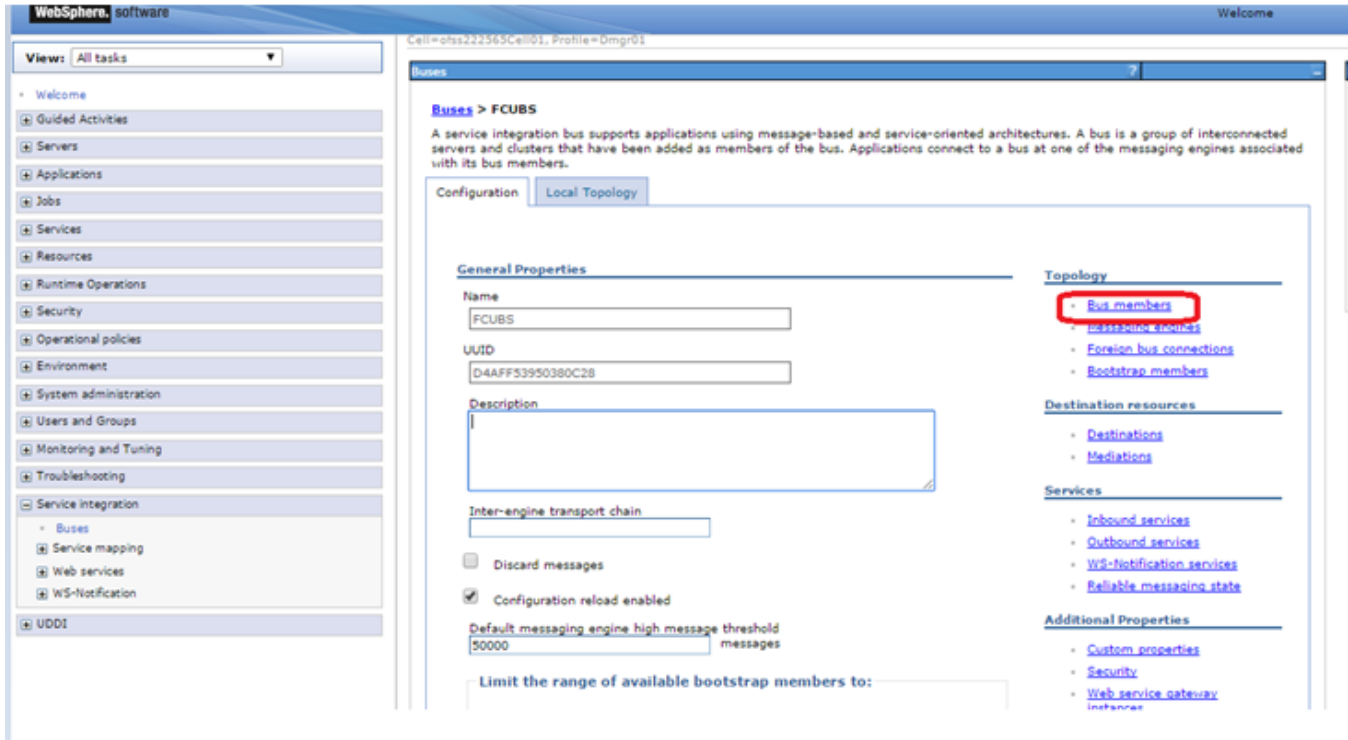 WebSphere. software
Welcome
View: All tasks
Cell=ofss222565Cell01, Profile=Dmgr01
Welcome
Guided Activities
Servers
Applications
Jobs
Services
Resources
Runtime Operations
Security
Operational policies
Environment
System administration
Users and Groups
Monitoring and Tuning
Troubleshooting
Service integration
Buses
Service mapping
Web services
WS-Notification
UDDI
Buses
?
Buses > FCUBS
A service integration bus supports applications using message-based and service-oriented architectures. A bus is a group of interconnected
servers and clusters that have been added as members of the bus. Applications connect to a bus at one of the messaging engines associated
with its bus members.
Configuration
Local Topology
General Properties
Name
FCUBS
UUID
D4AFF53950380C28
Description
Inter-engine transport chain
Discard messages
Configuration reload enabled
Default messaging engine high message threshold
50000 messages
Limit the range of available bootstrap members to:
Topology
Bus members
Messaging engines
Foreign bus connections
Bootstrap members
Destination resources
Destinations
Mediations
Services
Inbound services
Outbound services
WS-Notification services
Reliable messaging state
Additional Properties
Custom properties
Security
Web service gateway
instances